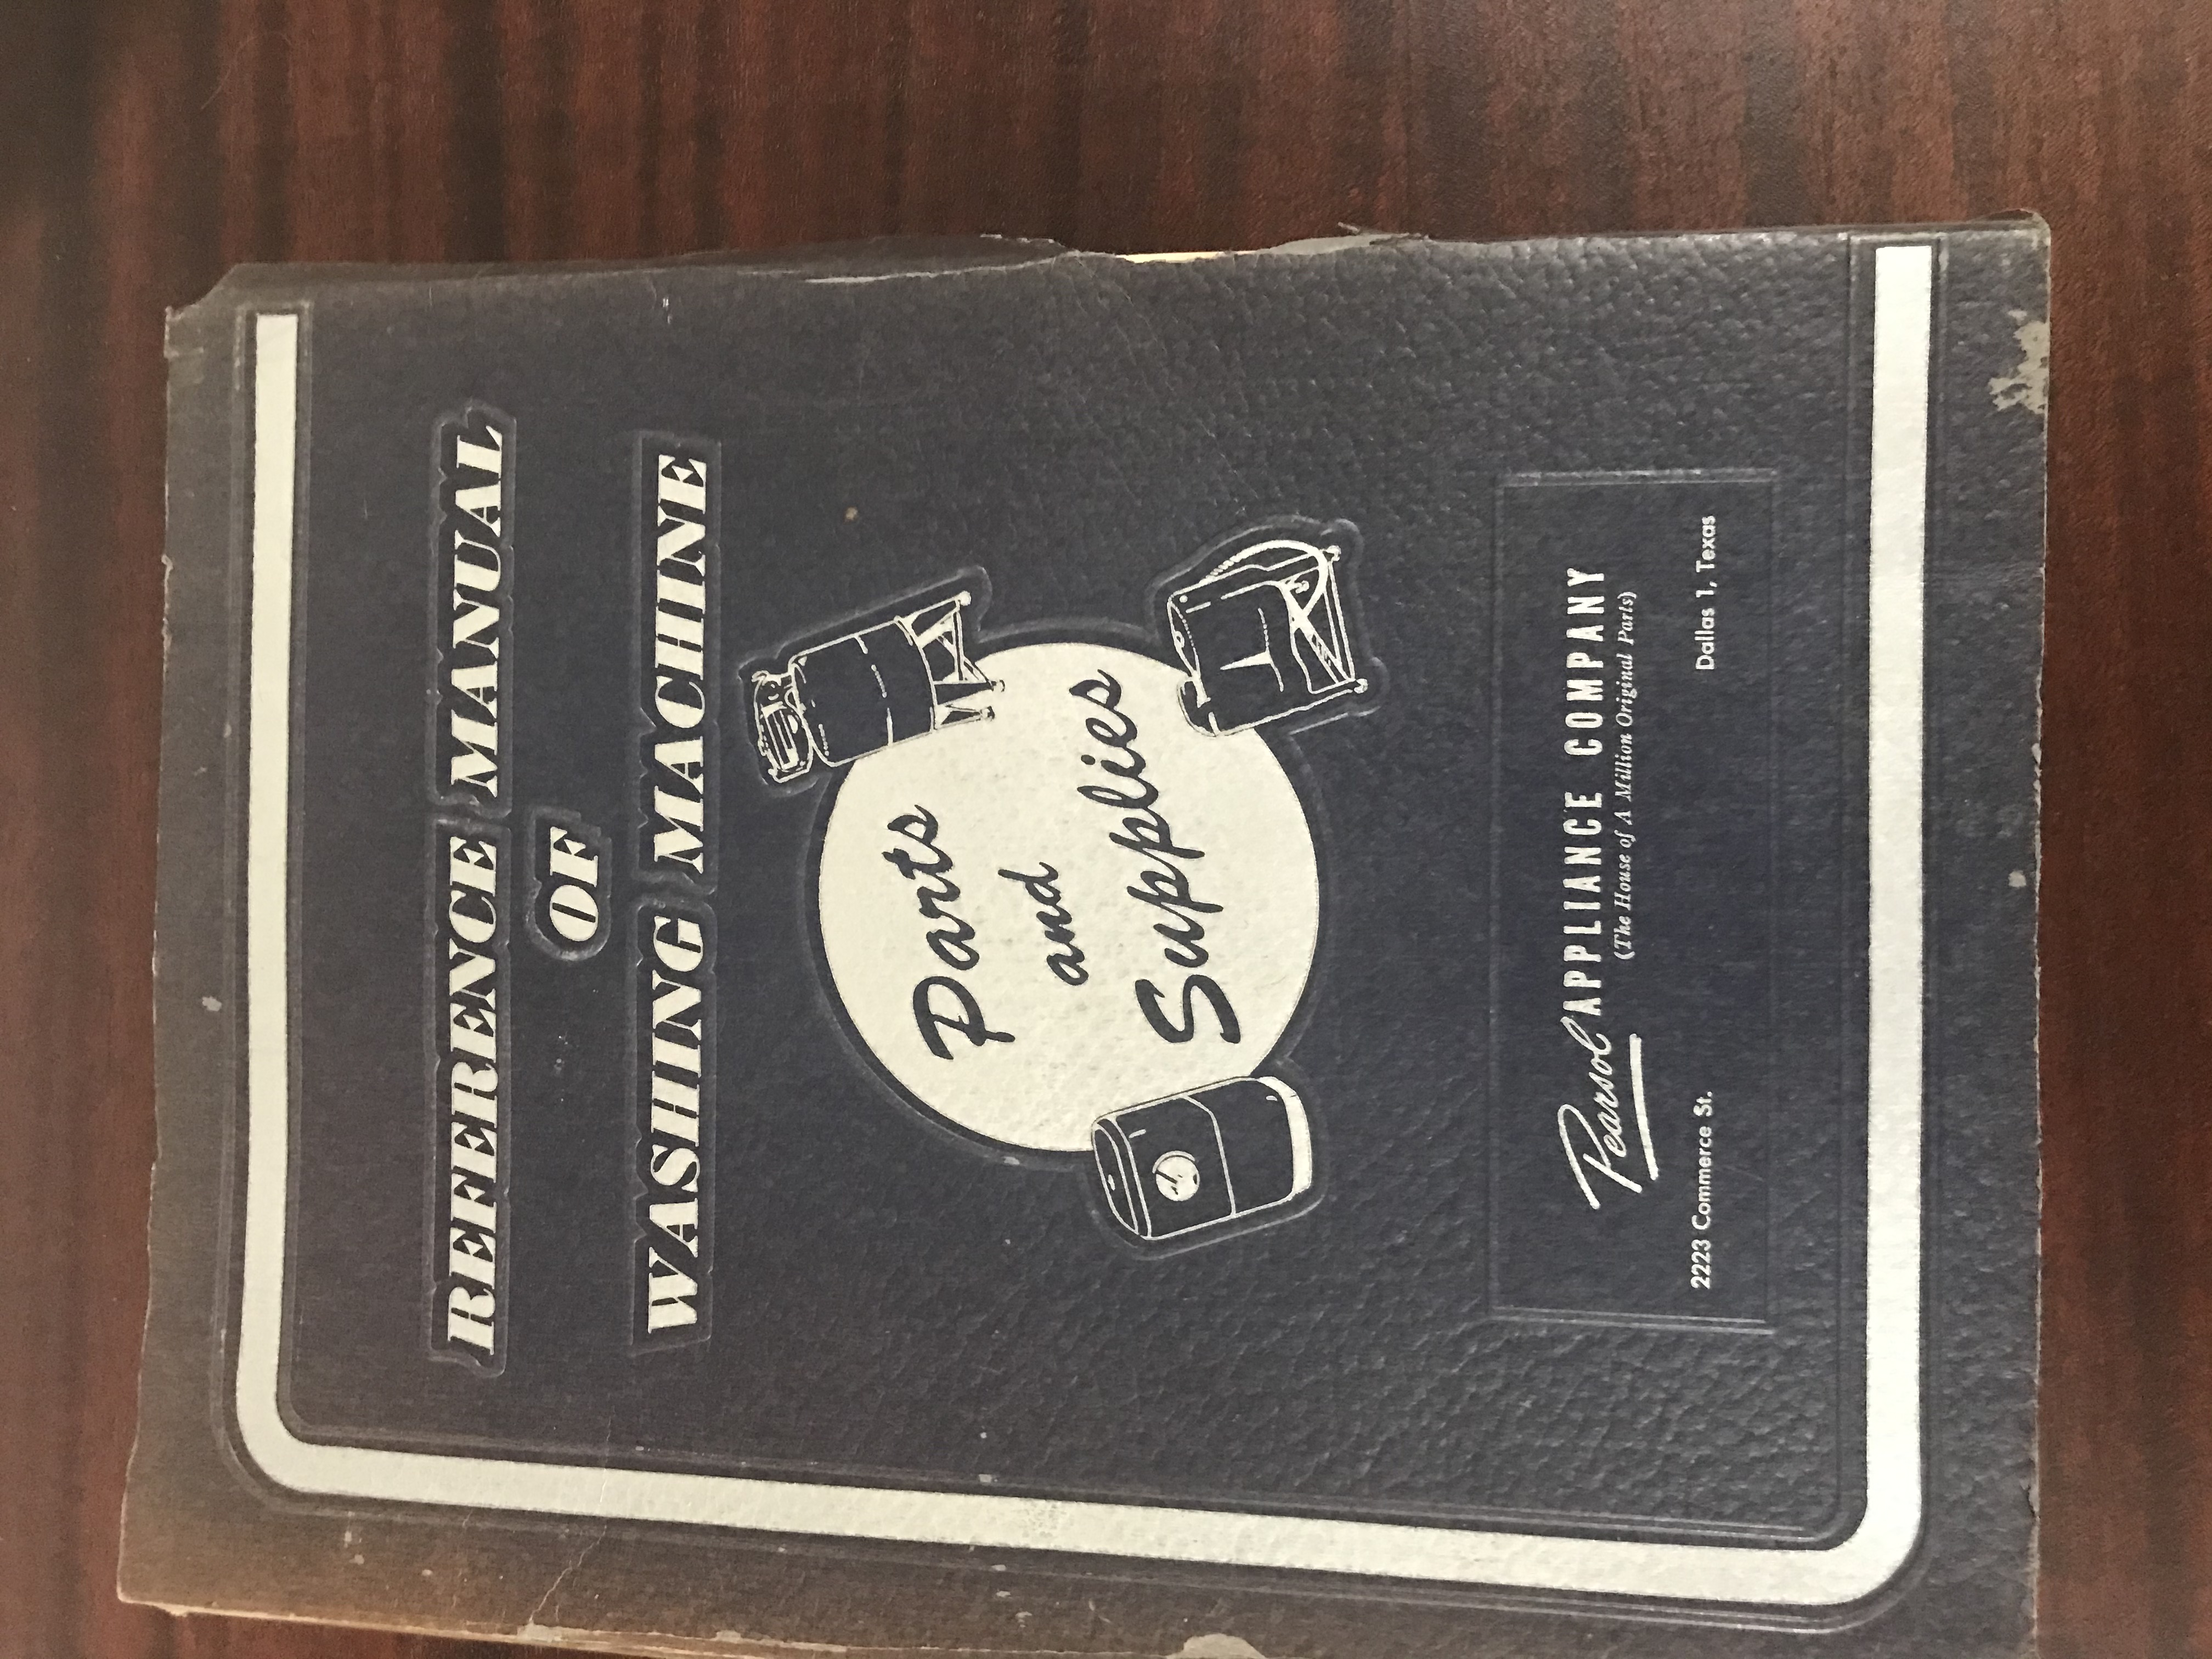 REFERENCE MANUAL
OF
WASHING MACHINE
Parts
and
Supplies
Pearsol APPLIANCE COMPANY
(The House of A Million Original Parts)
2223 Commerce St. Dallas 1, Texas